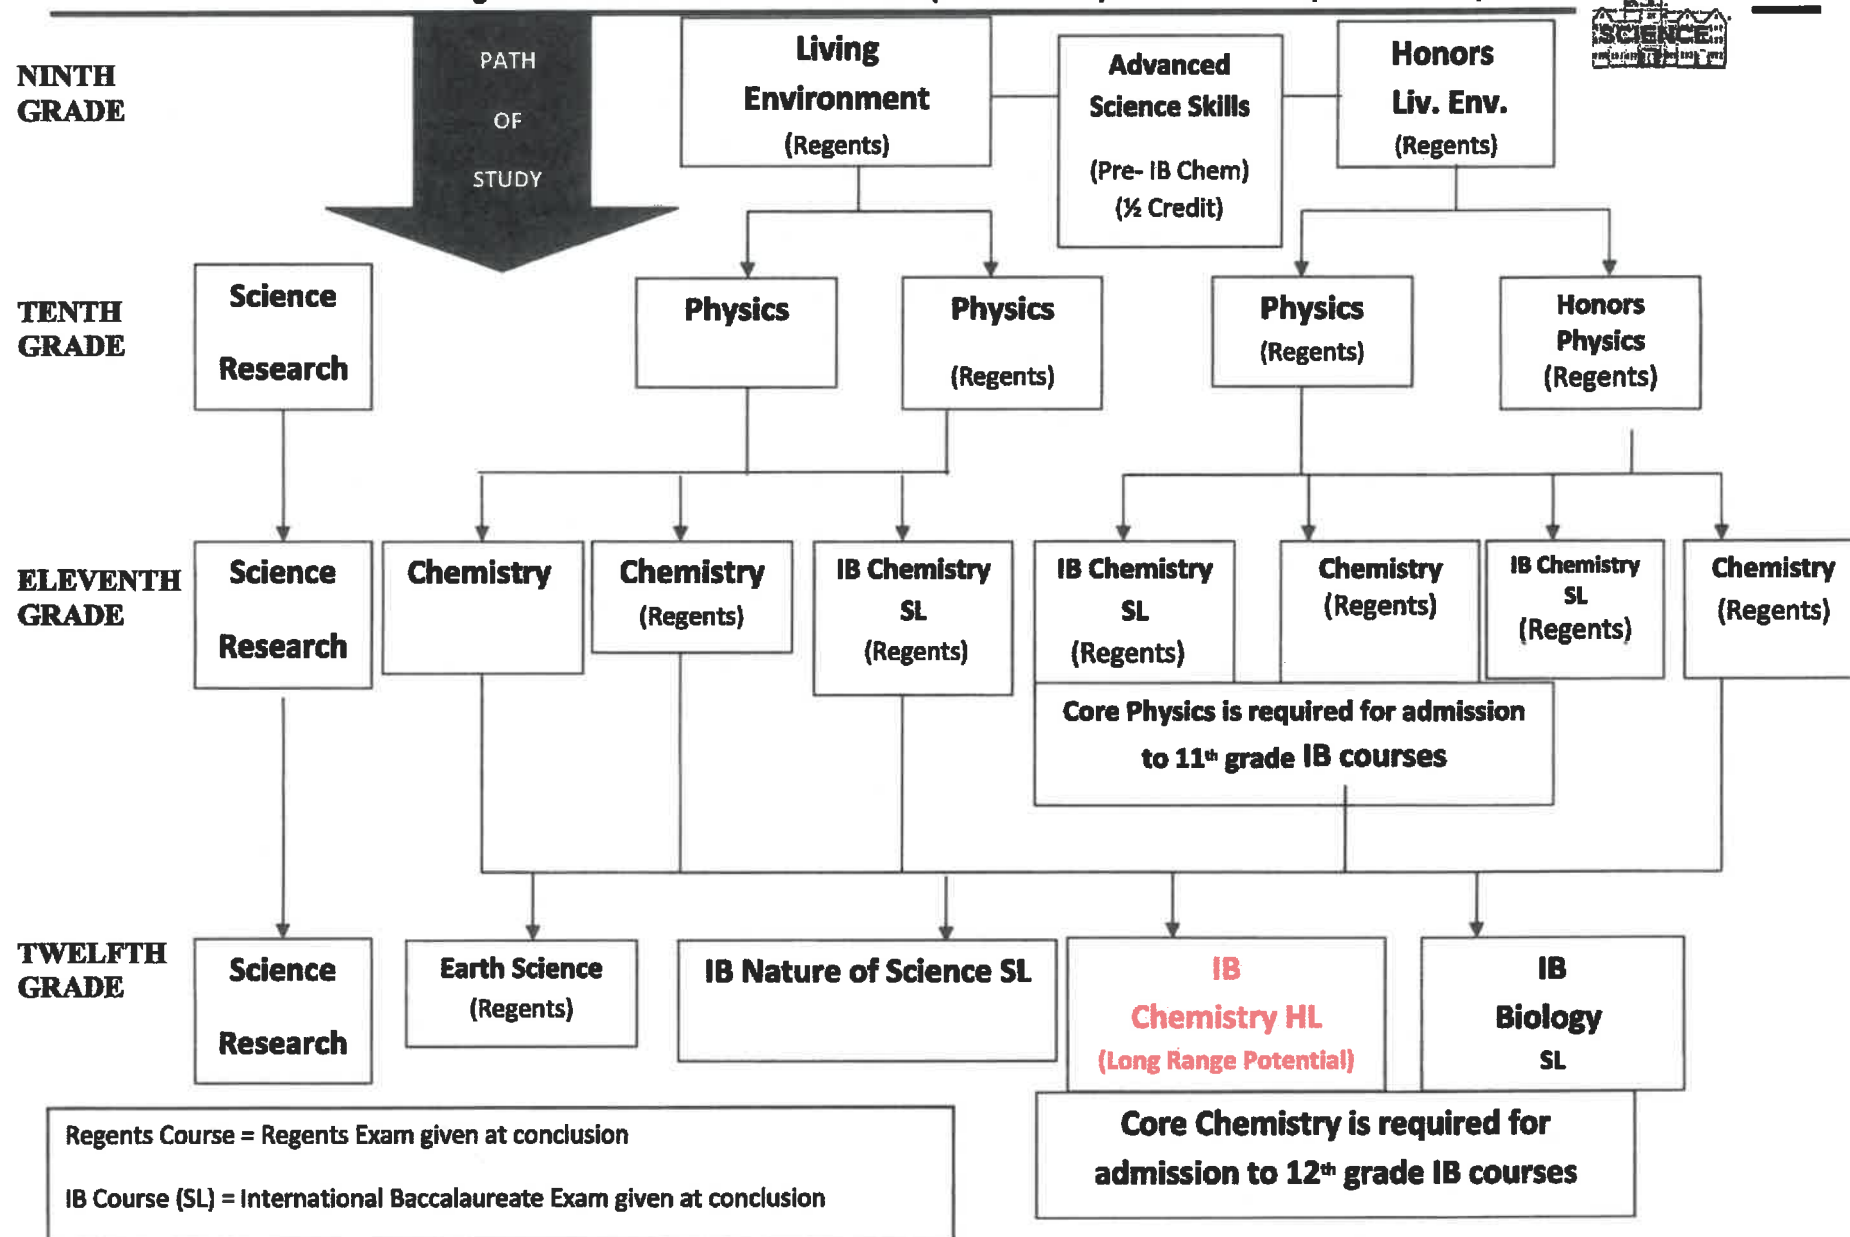 SCIENCE
PATH
OF
STUDY
NINTH
GRADE
Living
Environment
(Regents)
Advanced
Science Skills
(Pre- IB Chem)
(½ Credit)
Honors
Liv. Env.
(Regents)
TENTH
GRADE
Science
Research
Physics
Physics
(Regents)
Physics
(Regents)
Honors
Physics
(Regents)
ELEVENTH
GRADE
Science
Research
Chemistry
Chemistry
(Regents)
IB Chemistry
SL
(Regents)
IB Chemistry
SL
(Regents)
Chemistry
(Regents)
IB Chemistry
SL
(Regents)
Chemistry
(Regents)
Core Physics is required for admission
to 11th grade IB courses
TWELFTH
GRADE
Science
Research
Earth Science
(Regents)
IB Nature of Science SL
IB
Chemistry HL
(Long Range Potential)
IB
Biology
SL
Core Chemistry is required for
admission to 12th grade IB courses
Regents Course = Regents Exam given at conclusion
IB Course (SL) = International Baccalaureate Exam given at conclusion